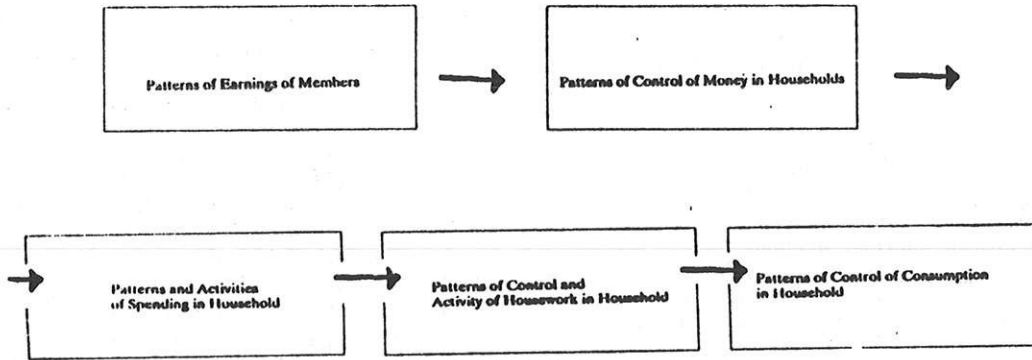 Patterns of Earnings of Members
Patterns of Control of Money in Households
Patterns and Activities
of Spending in Household
Patterns of Control and
Activity of Housework in Household
Patterns of Control of Consumption
in Household